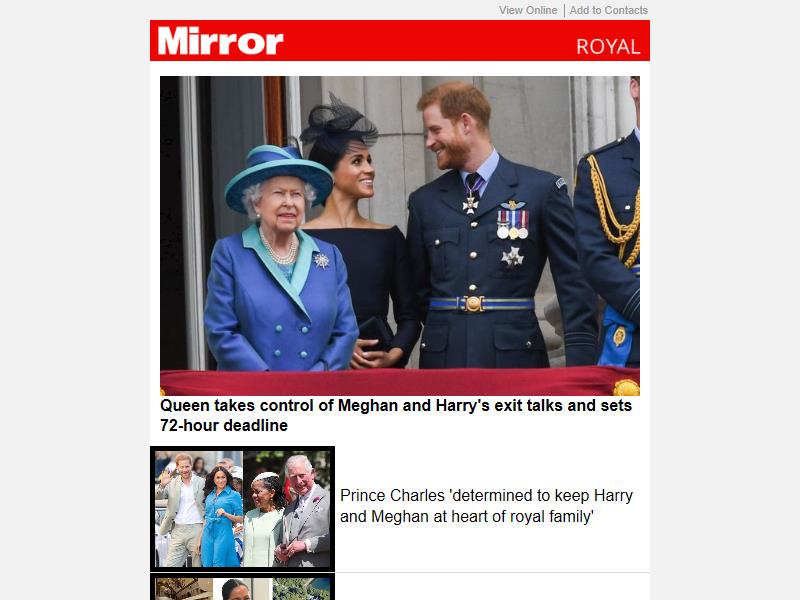 View Online | Add to Contacts
Mirror ROYAL
Queen takes control of Meghan and Harry's exit talks and sets
72-hour deadline
Prince Charles 'determined to keep Harry
and Meghan at heart of royal family'